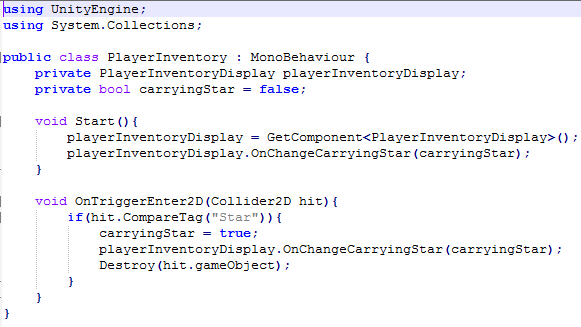 using UnityEngine;
using System.Collections;

public class PlayerInventory : MonoBehaviour {
    private PlayerInventoryDisplay playerInventoryDisplay;
    private bool carryingStar = false;

    void Start(){
        playerInventoryDisplay = GetComponent<PlayerInventoryDisplay>();
        playerInventoryDisplay.OnChangeCarryingStar(carryingStar);
    }

    void OnTriggerEnter2D(Collider2D hit){
        if(hit.CompareTag("Star")){
            carryingStar = true;
            playerInventoryDisplay.OnChangeCarryingStar(carryingStar);
            Destroy(hit.gameObject);
        }
    }
}